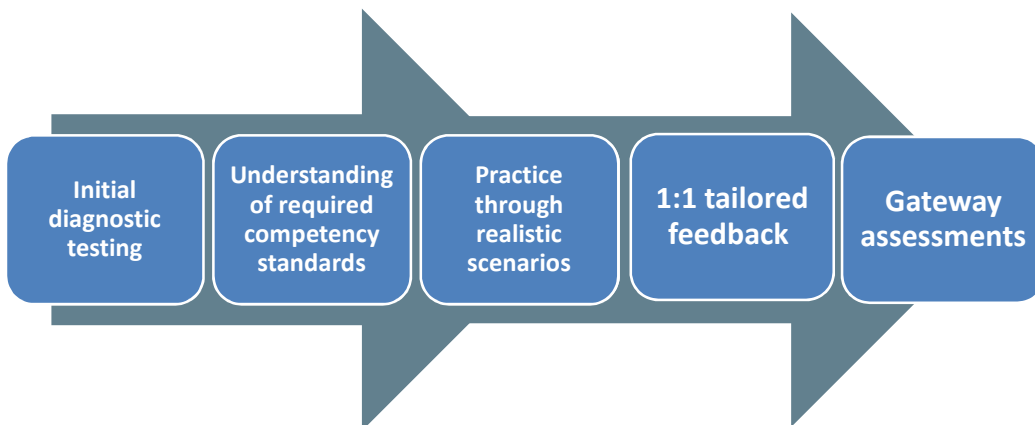 Initial
diagnostic
testing
Understanding
of required
competency
standards
Practice
through
realistic
scenarios
1:1 tailored
feedback
Gateway
assessments